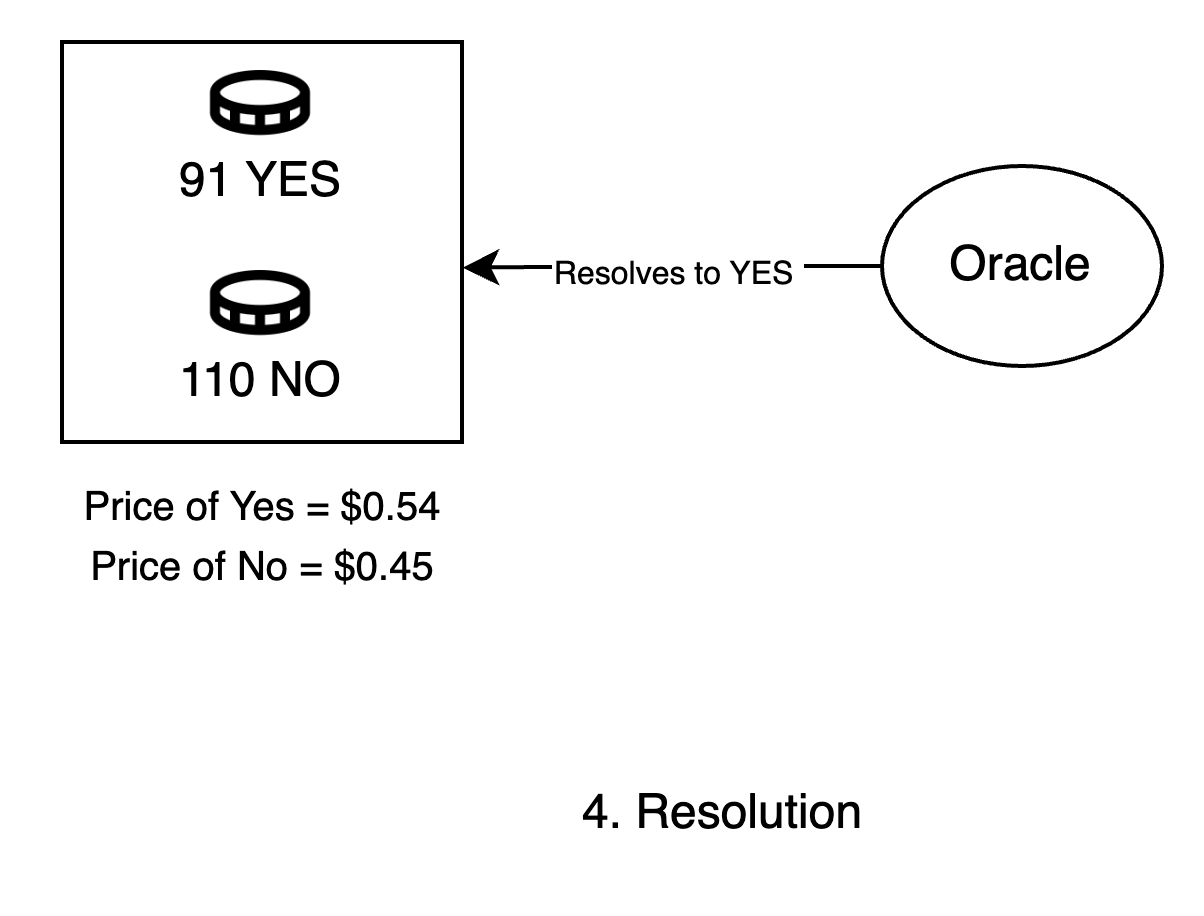 91 YES
110 NO
Resolves to YES
Oracle
Price of Yes = $0.54
Price of No = $0.45
4. Resolution